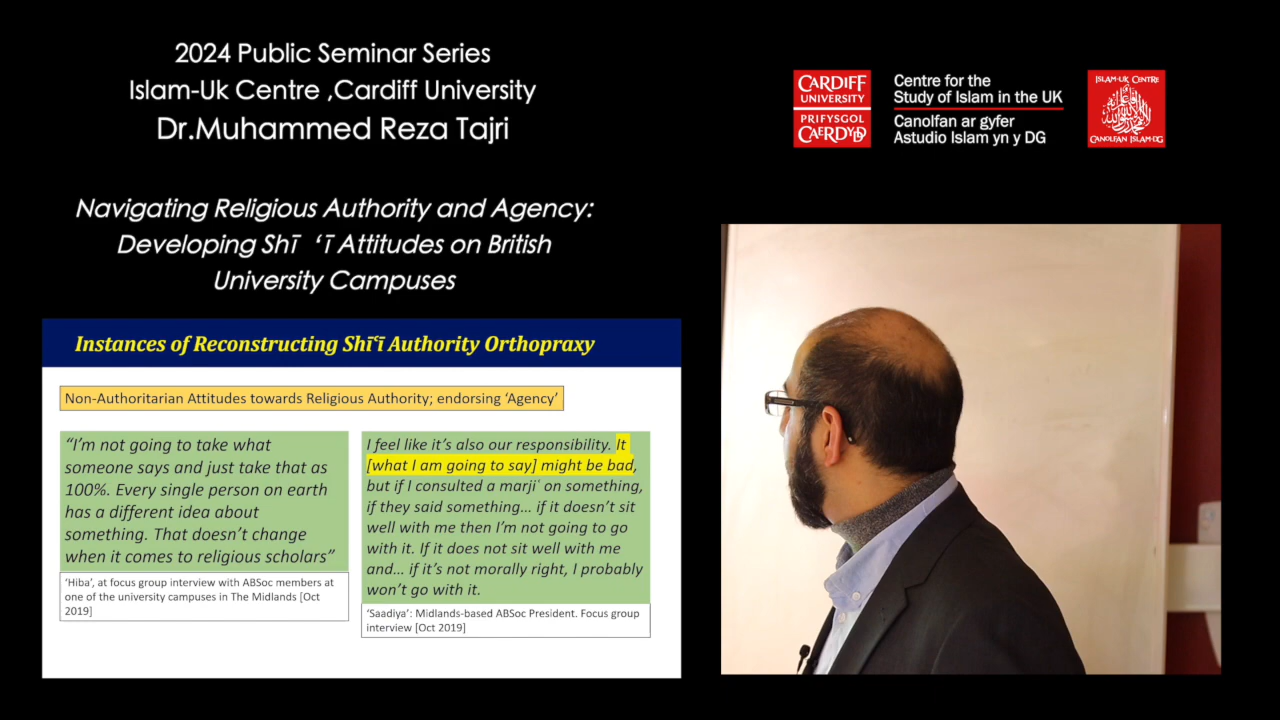 2024 Public Seminar Series
Islam-Uk Centre ,Cardiff University
Dr.Muhammed Reza Tajri
Navigating Religious Authority and Agency:
Developing Shī ‘ī Attitudes on British
University Campuses
CARDIFF
UNIVERSITY
PRIFYSGOL
CAERDYDD
Centre for the
Study of Islam in the UK
Canolfan ar gyfer
Astudio Islam yn y DG
ISLAM-UK CENTRE
CANOLFAN ISLAM-DG
Instances of Reconstructing Shīʿī Authority Orthopraxy
Non-Authoritarian Attitudes towards Religious Authority; endorsing ‘Agency’
“I’m not going to take what
someone says and just take that as
100%. Every single person on earth
has a different idea about
something. That doesn’t change
when it comes to religious scholars”
‘Hiba’, at focus group interview with ABSoc members at
one of the university campuses in The Midlands [Oct
2019]
I feel like it’s also our responsibility. It
[what I am going to say] might be bad,
but if I consulted a marjiʿ on something,
if they said something... if it doesn’t sit
well with me then I’m not going to go
with it. If it does not sit well with me
and... if it’s not morally right, I probably
won’t go with it.
‘Saadiya’: Midlands-based ABSoc President. Focus group
interview [Oct 2019]